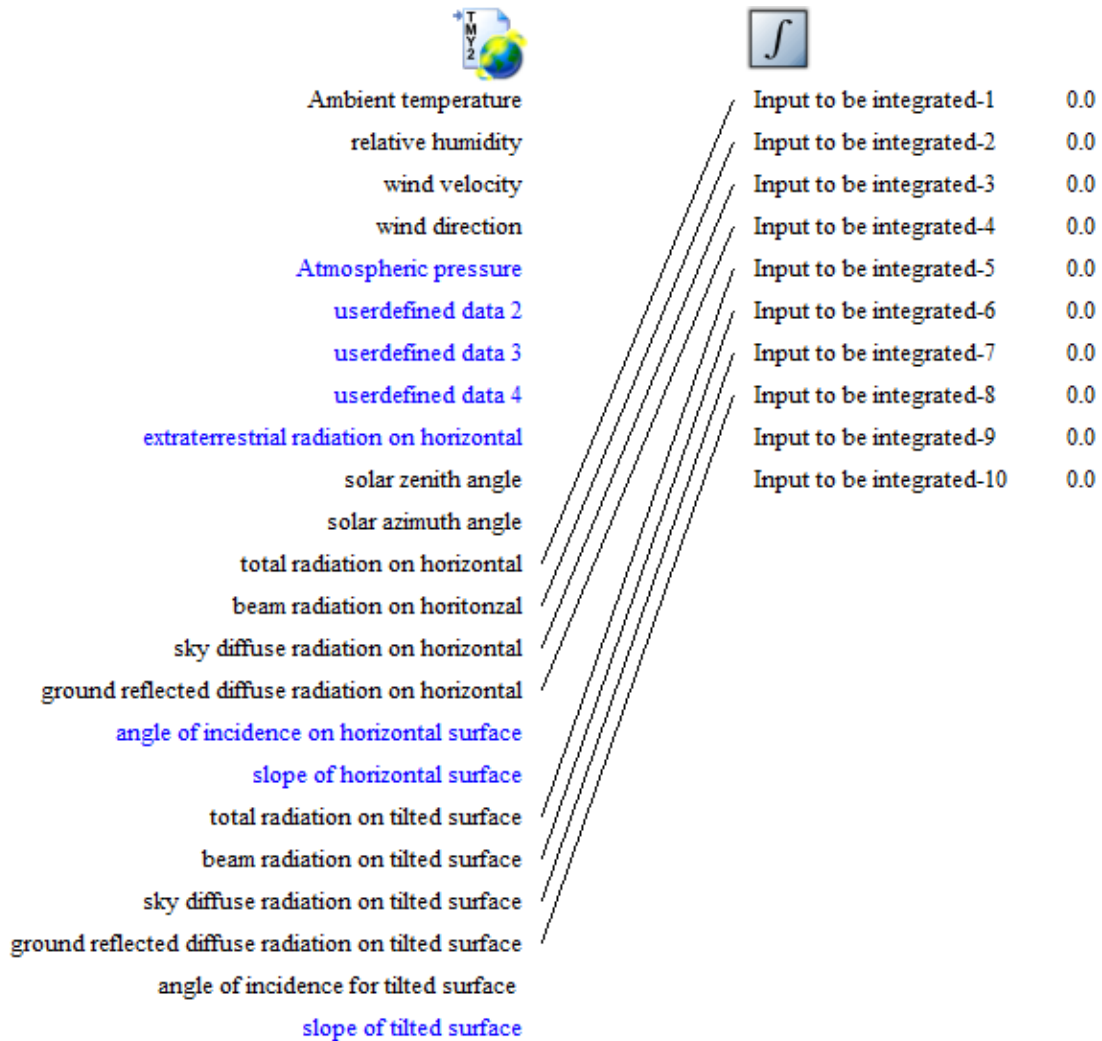 TMY2
∫
Ambient temperature
relative humidity
wind velocity
wind direction
Atmospheric pressure
userdefined data 2
userdefined data 3
userdefined data 4
extraterrestrial radiation on horizontal
solar zenith angle
solar azimuth angle
total radiation on horizontal
beam radiation on horitonzal
sky diffuse radiation on horizontal
ground reflected diffuse radiation on horizontal
angle of incidence on horizontal surface
slope of horizontal surface
total radiation on tilted surface
beam radiation on tilted surface
sky diffuse radiation on tilted surface
ground reflected diffuse radiation on tilted surface
angle of incidence for tilted surface
slope of tilted surface
Input to be integrated-1 0.0
Input to be integrated-2 0.0
Input to be integrated-3 0.0
Input to be integrated-4 0.0
Input to be integrated-5 0.0
Input to be integrated-6 0.0
Input to be integrated-7 0.0
Input to be integrated-8 0.0
Input to be integrated-9 0.0
Input to be integrated-10 0.0